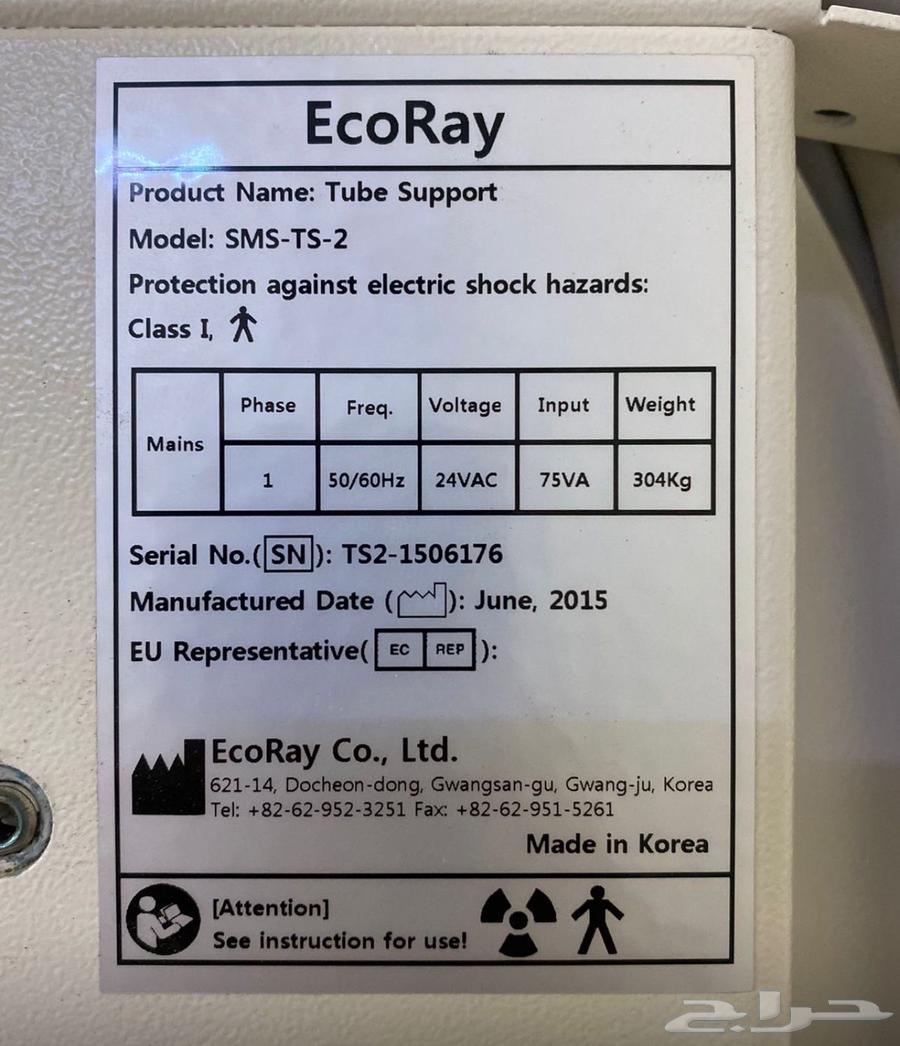 EcoRay
Product Name: Tube Support
Model: SMS-TS-2
Protection against electric shock hazards:
Class I,
Mains Phase Freq. Voltage Input Weight
1 50/60Hz 24VAC 75VA 304Kg
Serial No.(SN): TS2-1506176
Manufactured Date ( ): June, 2015
EU Representative( EC REP ):
EcoRay Co., Ltd.
621-14, Docheon-dong, Gwangsan-gu, Gwang-ju, Korea
Tel: +82-62-952-3251 Fax: +82-62-951-5261
Made in Korea
[Attention]
See instruction for use!
حراج